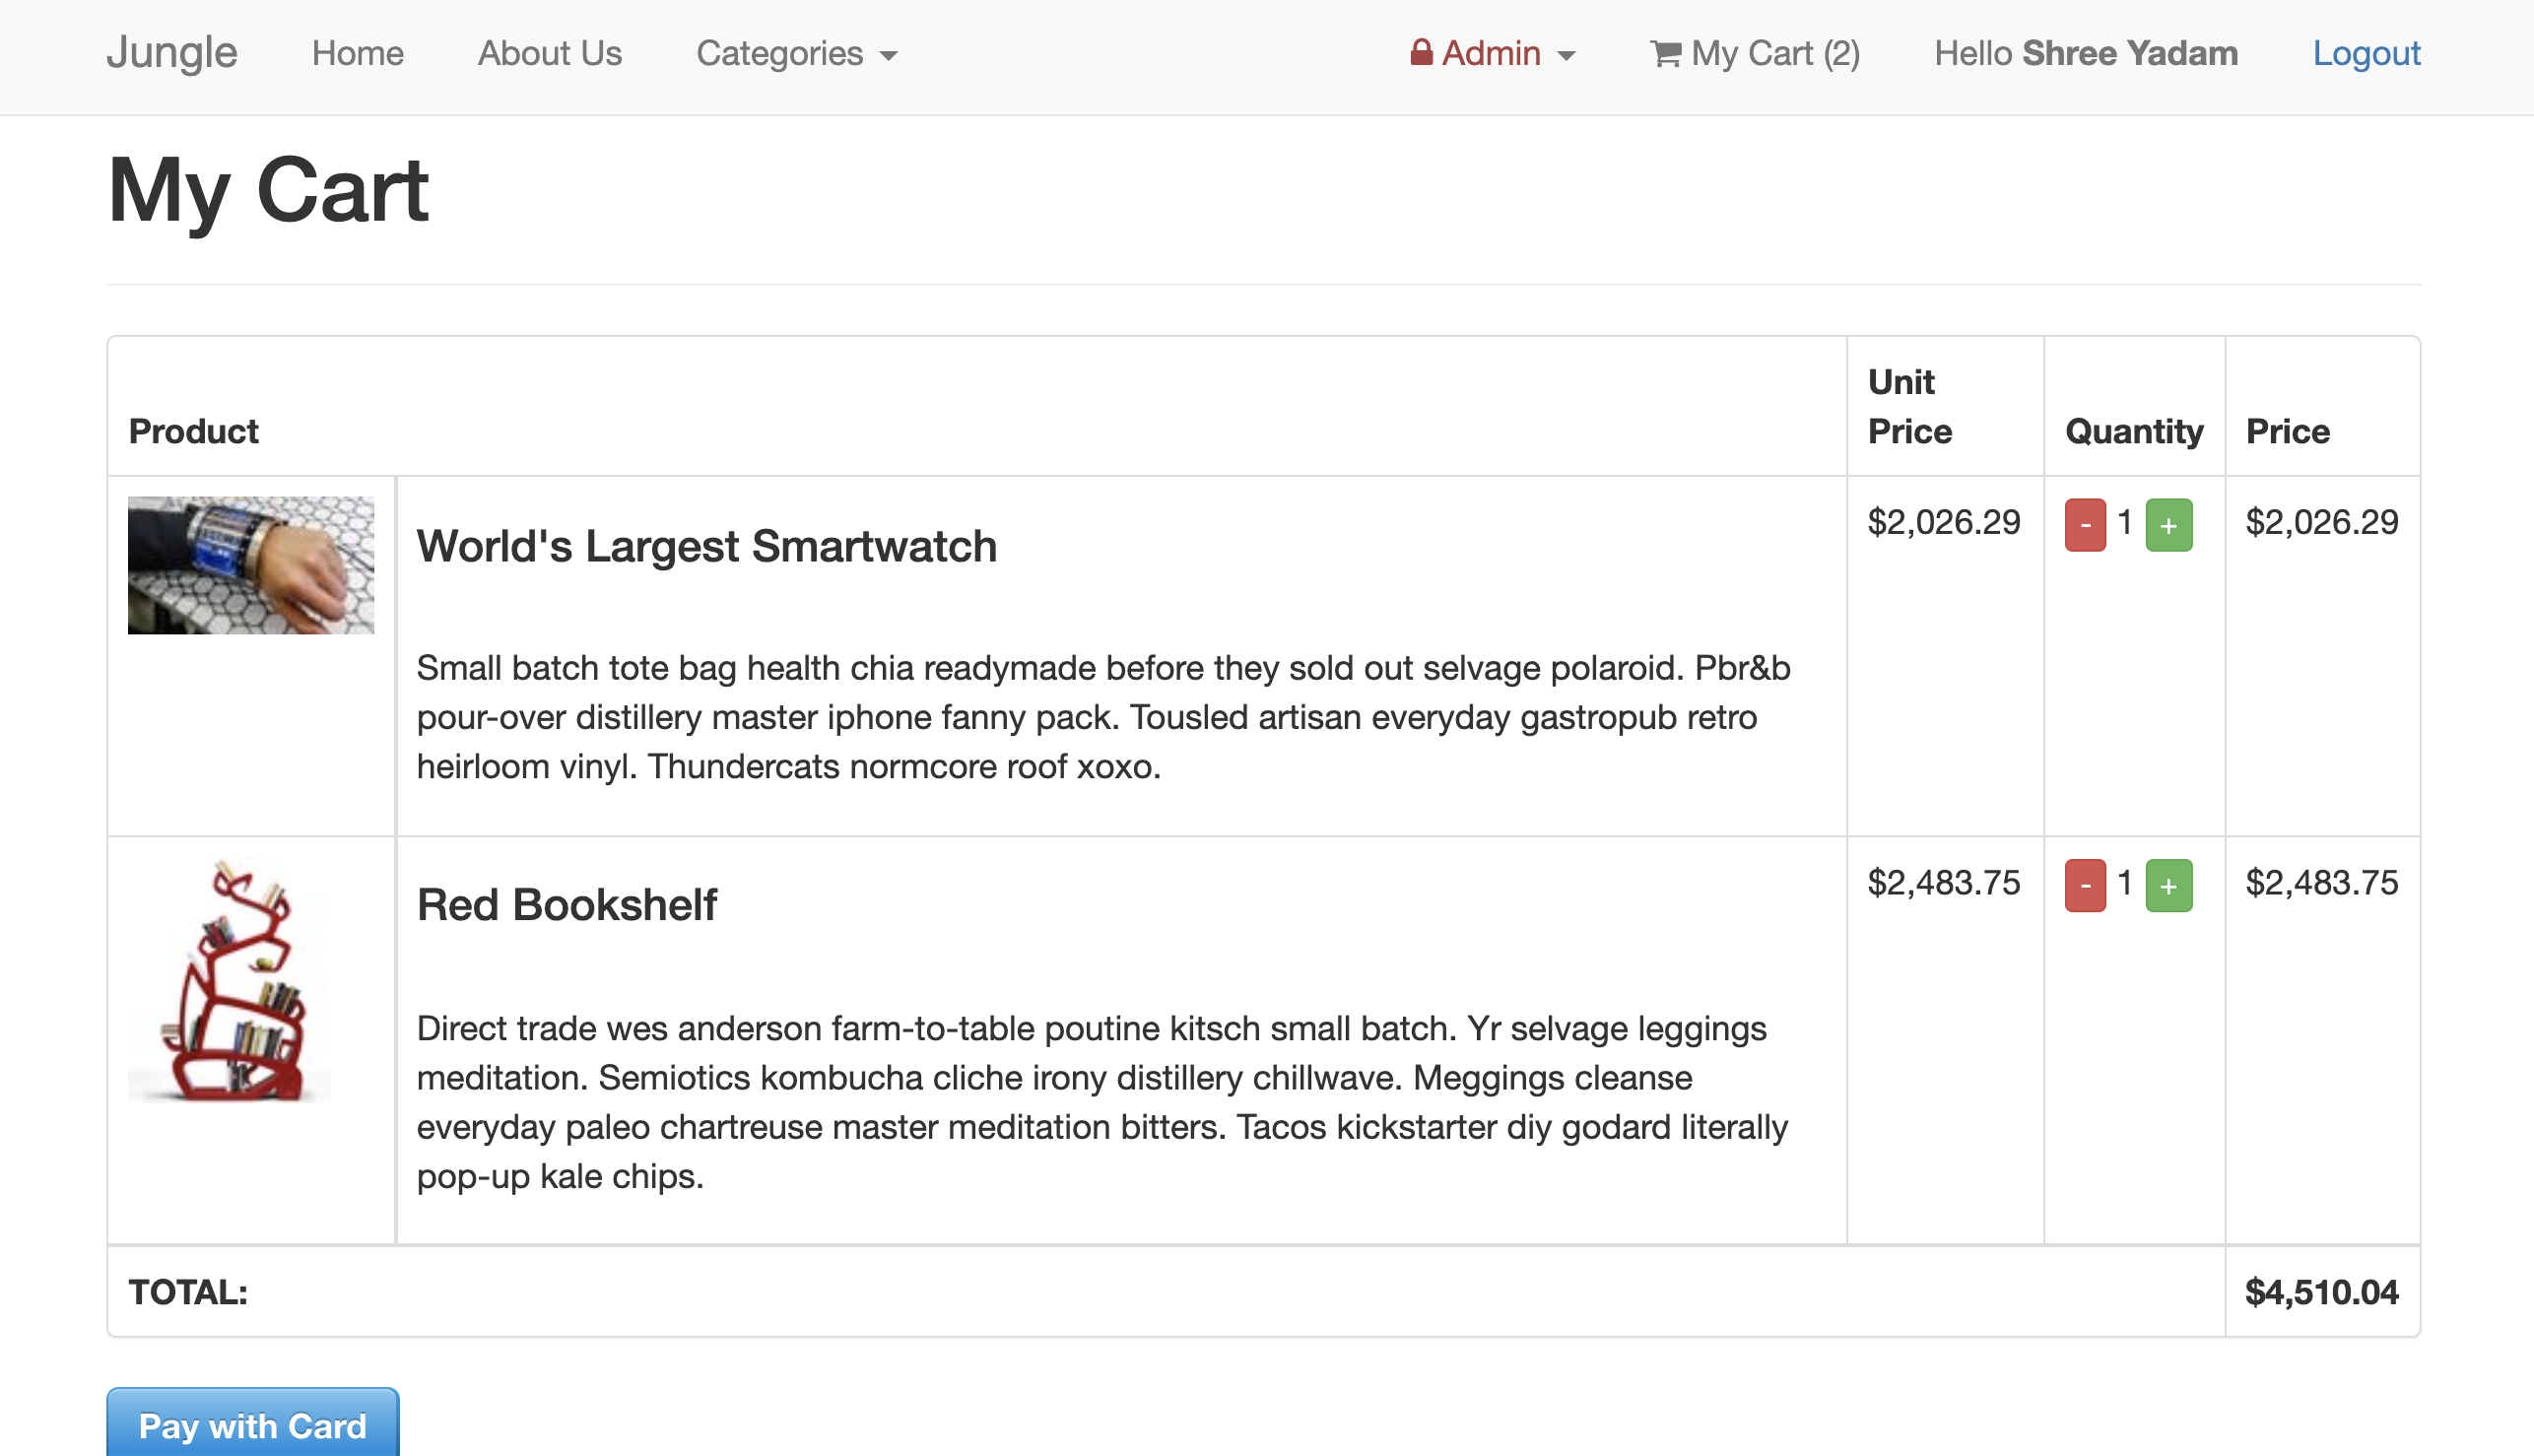 Jungle Home About Us Categories Admin My Cart (2) Hello Shree Yadam Logout
My Cart
Product Unit Price Quantity Price
World's Largest Smartwatch $2,026.29 - 1 + $2,026.29
Small batch tote bag health chia readymade before they sold out selvage polaroid. Pbr&b
pour-over distillery master iphone fanny pack. Tousled artisan everyday gastropub retro
heirloom vinyl. Thundercats normcore roof xoxo.
Red Bookshelf $2,483.75 - 1 + $2,483.75
Direct trade wes anderson farm-to-table poutine kitsch small batch. Yr selvage leggings
meditation. Semiotics kombucha cliche irony distillery chillwave. Meggings cleanse
everyday paleo chartreuse master meditation bitters. Tacos kickstarter diy godard literally
pop-up kale chips.
TOTAL: $4,510.04
Pay with Card